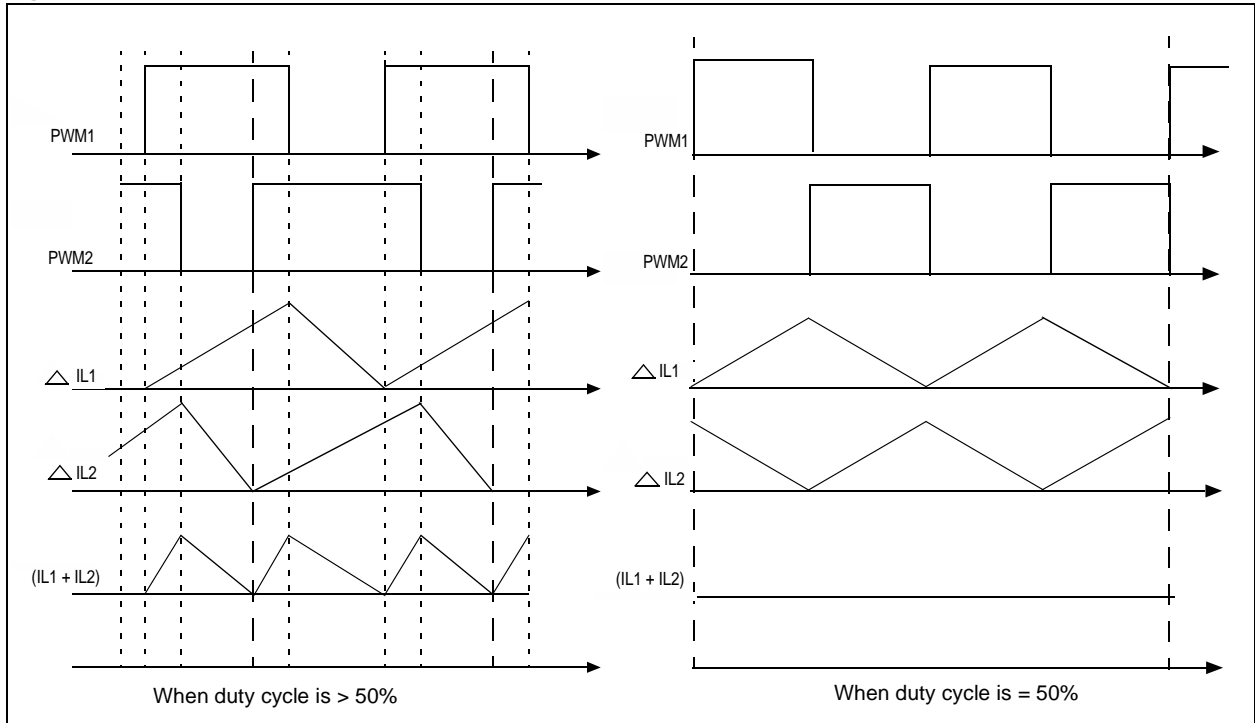 PWM1
PWM2
△ IL1
△ IL2
(IL1 + IL2)
When duty cycle is > 50%
PWM1
PWM2
△ IL1
△ IL2
(IL1 + IL2)
When duty cycle is = 50%